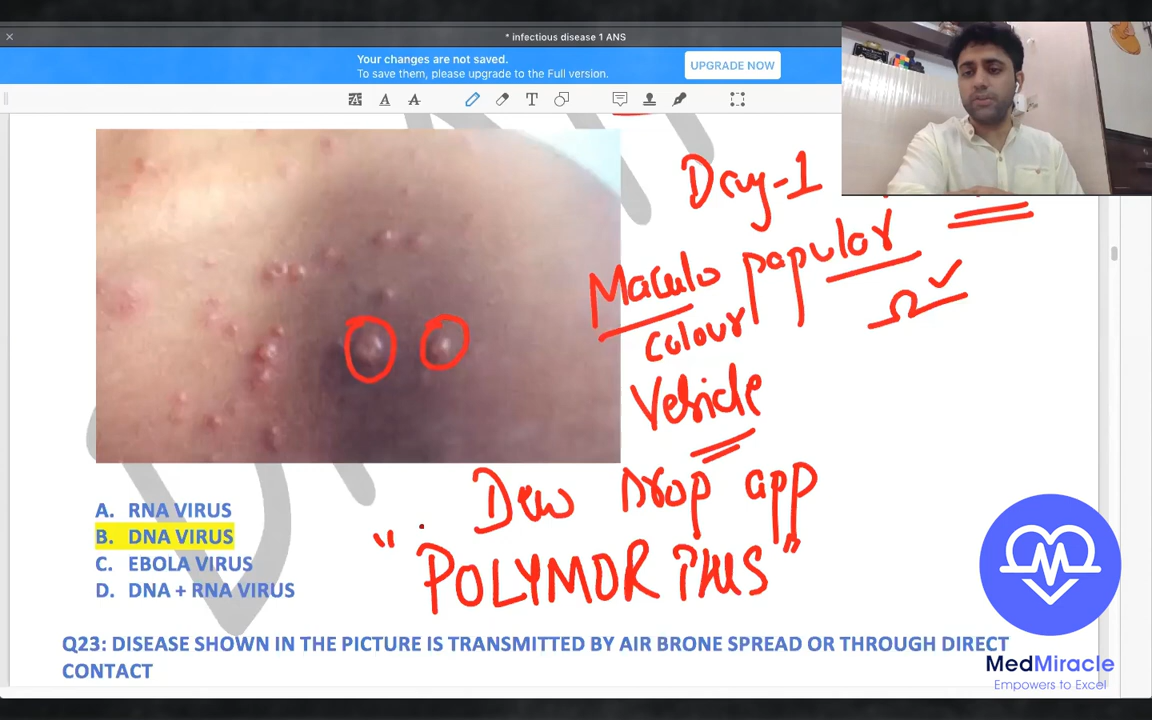 * infectious disease 1 ANS
Your changes are not saved.
To save them, please upgrade to the Full version.
UPGRADE NOW
Day-1
Maculo papular
colour
Vesicle
Dew Drop app
"POLYMORPHUS"
A. RNA VIRUS
B. DNA VIRUS
C. EBOLA VIRUS
D. DNA + RNA VIRUS
Q23: DISEASE SHOWN IN THE PICTURE IS TRANSMITTED BY AIR BRONE SPREAD OR THROUGH DIRECT
CONTACT
MedMiracle
Empowers to Excel